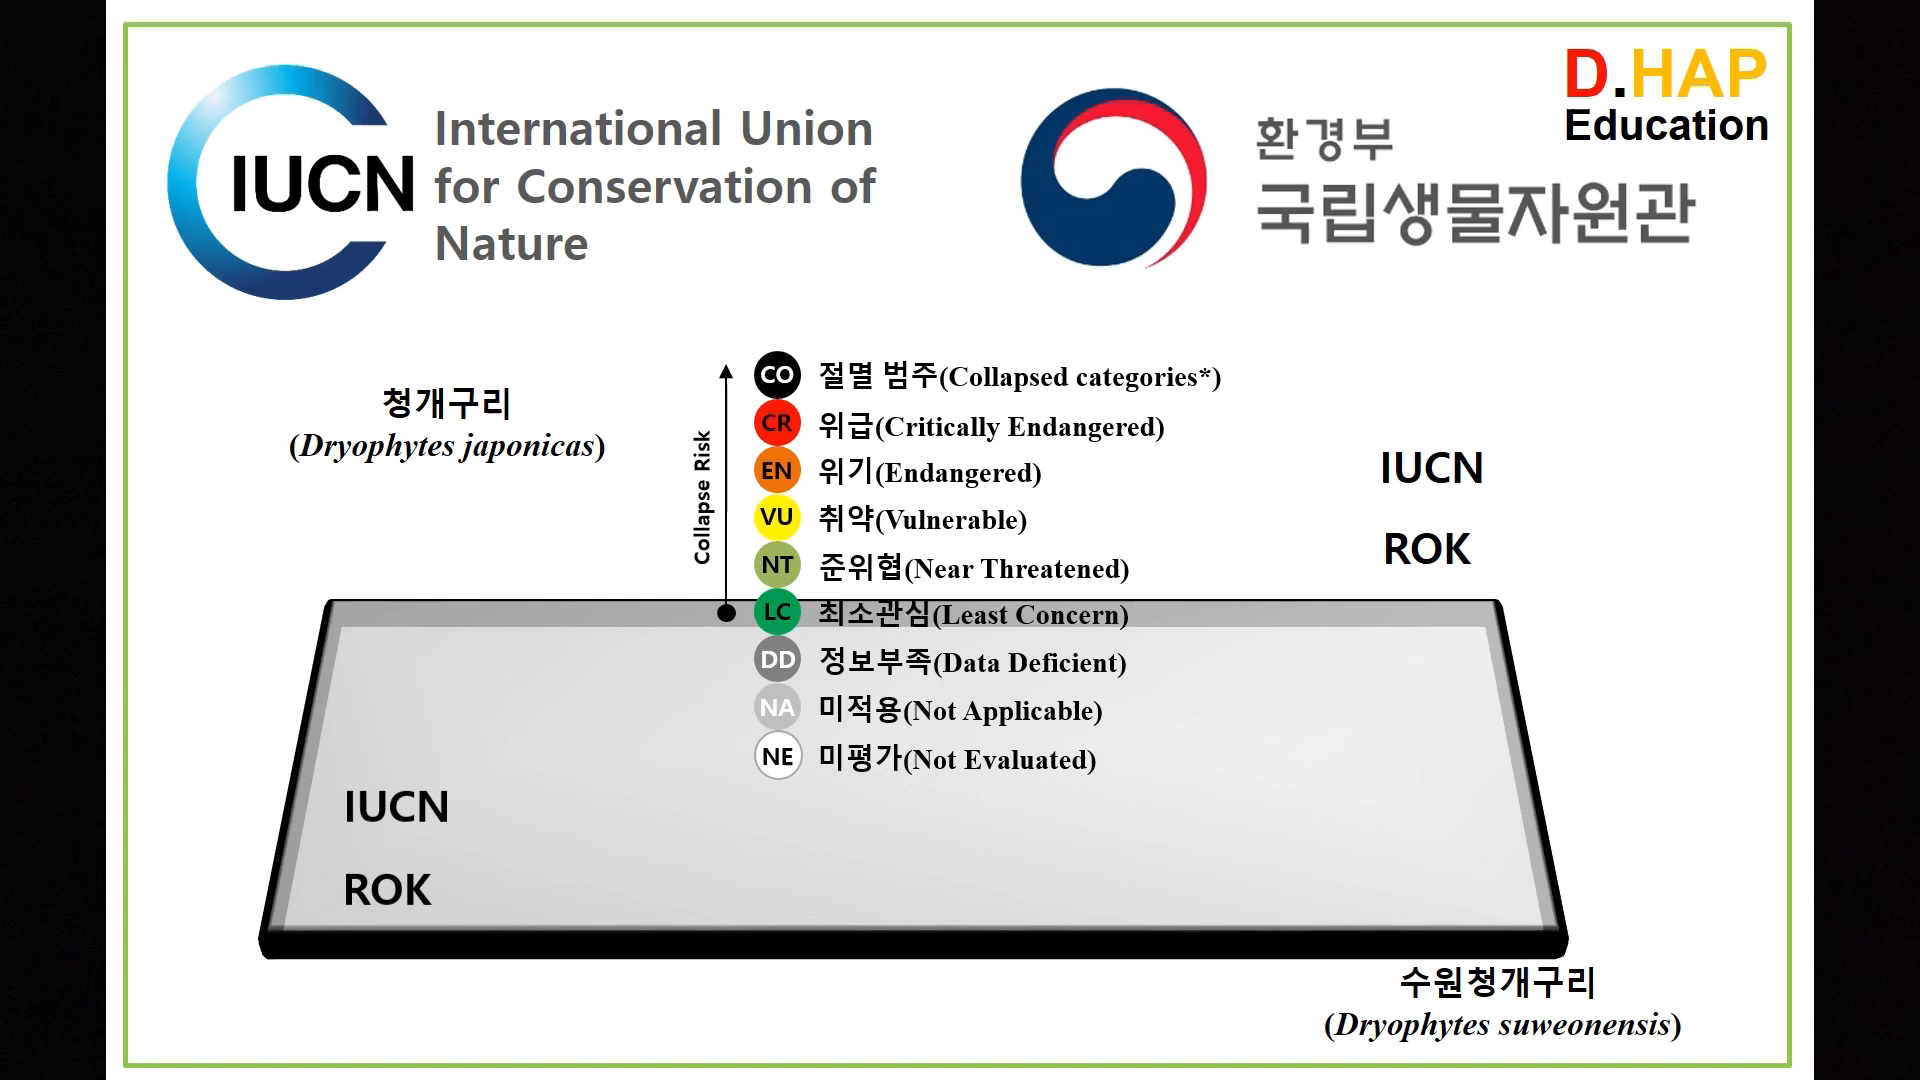 IUCN
International Union
for Conservation of
Nature
환경부
국립생물자원관
D.HAP
Education
청개구리
(Dryophytes japonicas)
Collapse Risk
CO 절멸 범주(Collapsed categories*)
CR 위급(Critically Endangered)
EN 위기(Endangered)
VU 취약(Vulnerable)
NT 준위협(Near Threatened)
LC 최소관심(Least Concern)
DD 정보부족(Data Deficient)
NA 미적용(Not Applicable)
NE 미평가(Not Evaluated)
IUCN
ROK
IUCN
ROK
수원청개구리
(Dryophytes suweonensis)